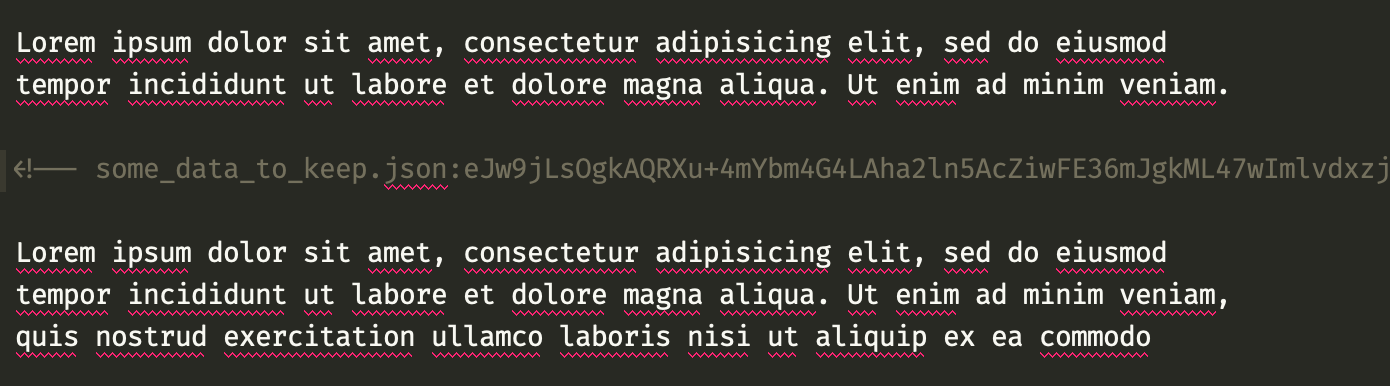 Lorem ipsum dolor sit amet, consectetur adipisicing elit, sed do eiusmod
tempor incididunt ut labore et dolore magna aliqua. Ut enim ad minim veniam.
<!-- some_data_to_keep.json:eJw9jLsOgkAQRXu+4mYbm4G4LAha2ln5AcZiwFE36mJgkML47wImlvdxzj
Lorem ipsum dolor sit amet, consectetur adipisicing elit, sed do eiusmod
tempor incididunt ut labore et dolore magna aliqua. Ut enim ad minim veniam,
quis nostrud exercitation ullamco laboris nisi ut aliquip ex ea commodo